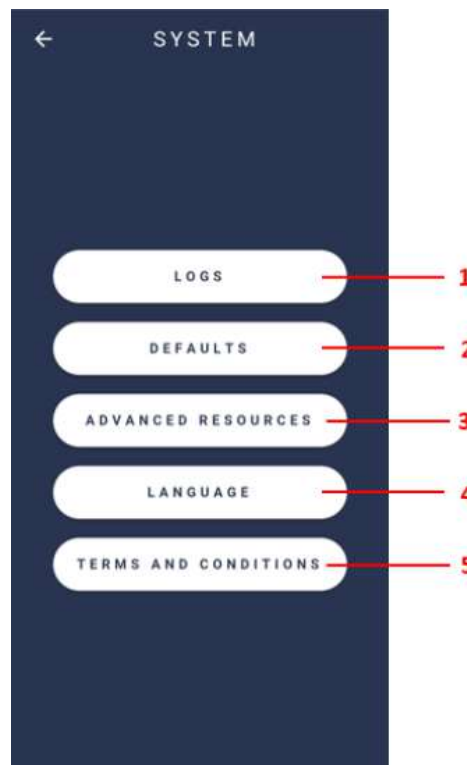 ← SYSTEM
LOGS 1
DEFAULTS 2
ADVANCED RESOURCES 3
LANGUAGE 4
TERMS AND CONDITIONS 5